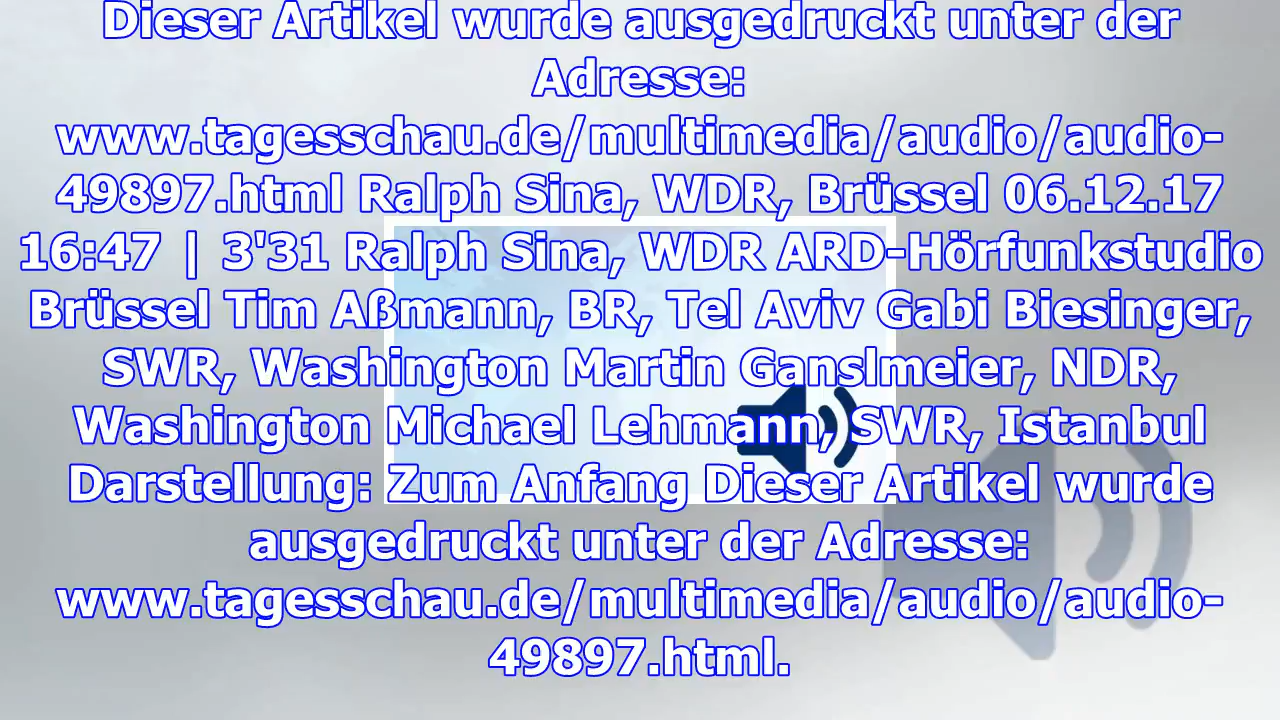 Dieser Artikel wurde ausgedruckt unter der
Adresse:
www.tagesschau.de/multimedia/audio/audio-
49897.html Ralph Sina, WDR, Brüssel 06.12.17
16:47 | 3'31 Ralph Sina, WDR ARD-Hörfunkstudio
Brüssel Tim Aßmann, BR, Tel Aviv Gabi Biesinger,
SWR, Washington Martin Ganslmeier, NDR,
Washington Michael Lehmann, SWR, Istanbul
Darstellung: Zum Anfang Dieser Artikel wurde
ausgedruckt unter der Adresse:
www.tagesschau.de/multimedia/audio/audio-
49897.html.